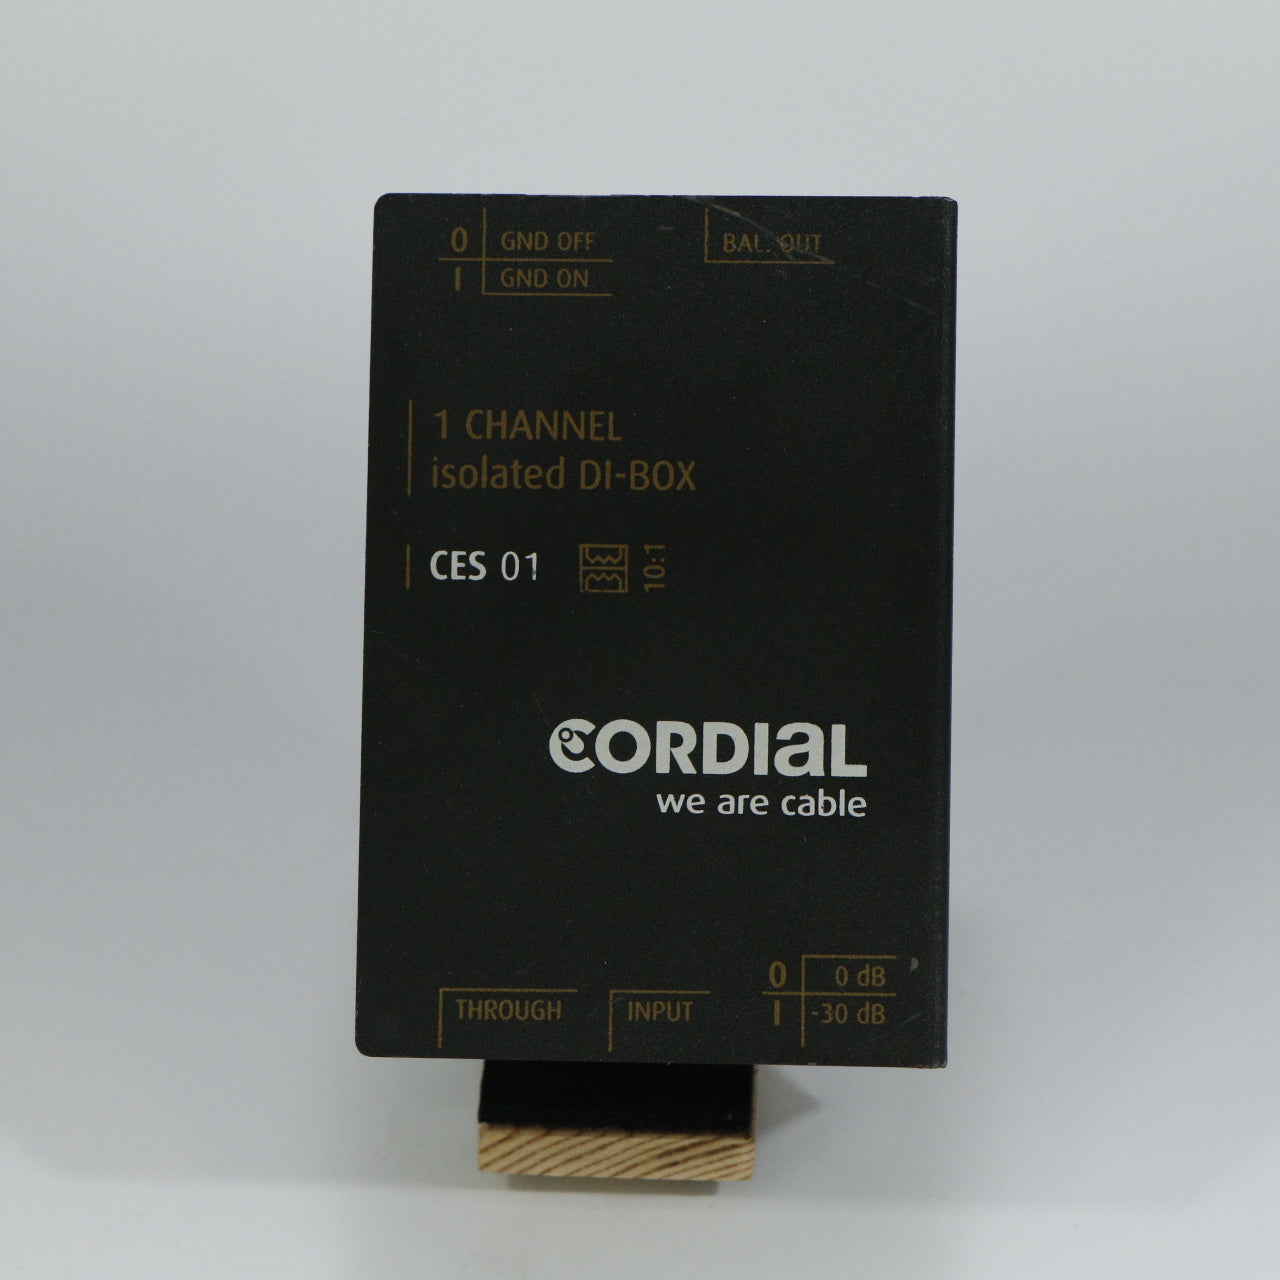 0 GND OFF
I GND ON
BAL. OUT
1 CHANNEL
isolated DI-BOX
CES 01 10:1
CORDIAL
we are cable
THROUGH
INPUT
0 0 dB
I -30 dB